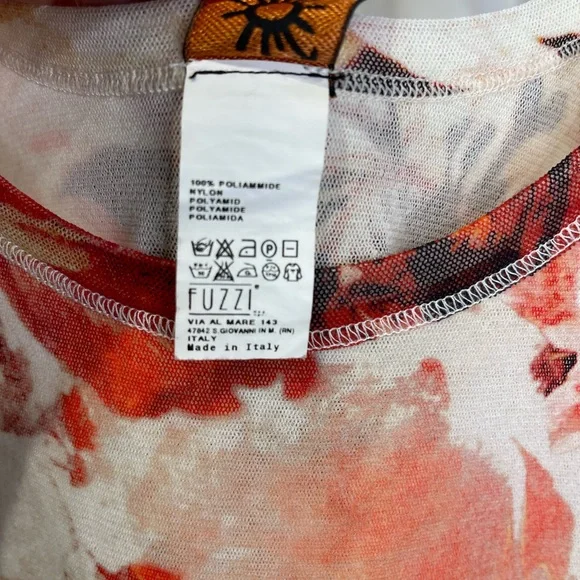 100% POLIAMMIDE
NYLON
POLYAMID
POLYAMIDE
POLIAMIDA
FUZZI®
VIA AL MARE 143
47842 S.GIOVANNI IN M. (RN)
ITALY
Made in Italy